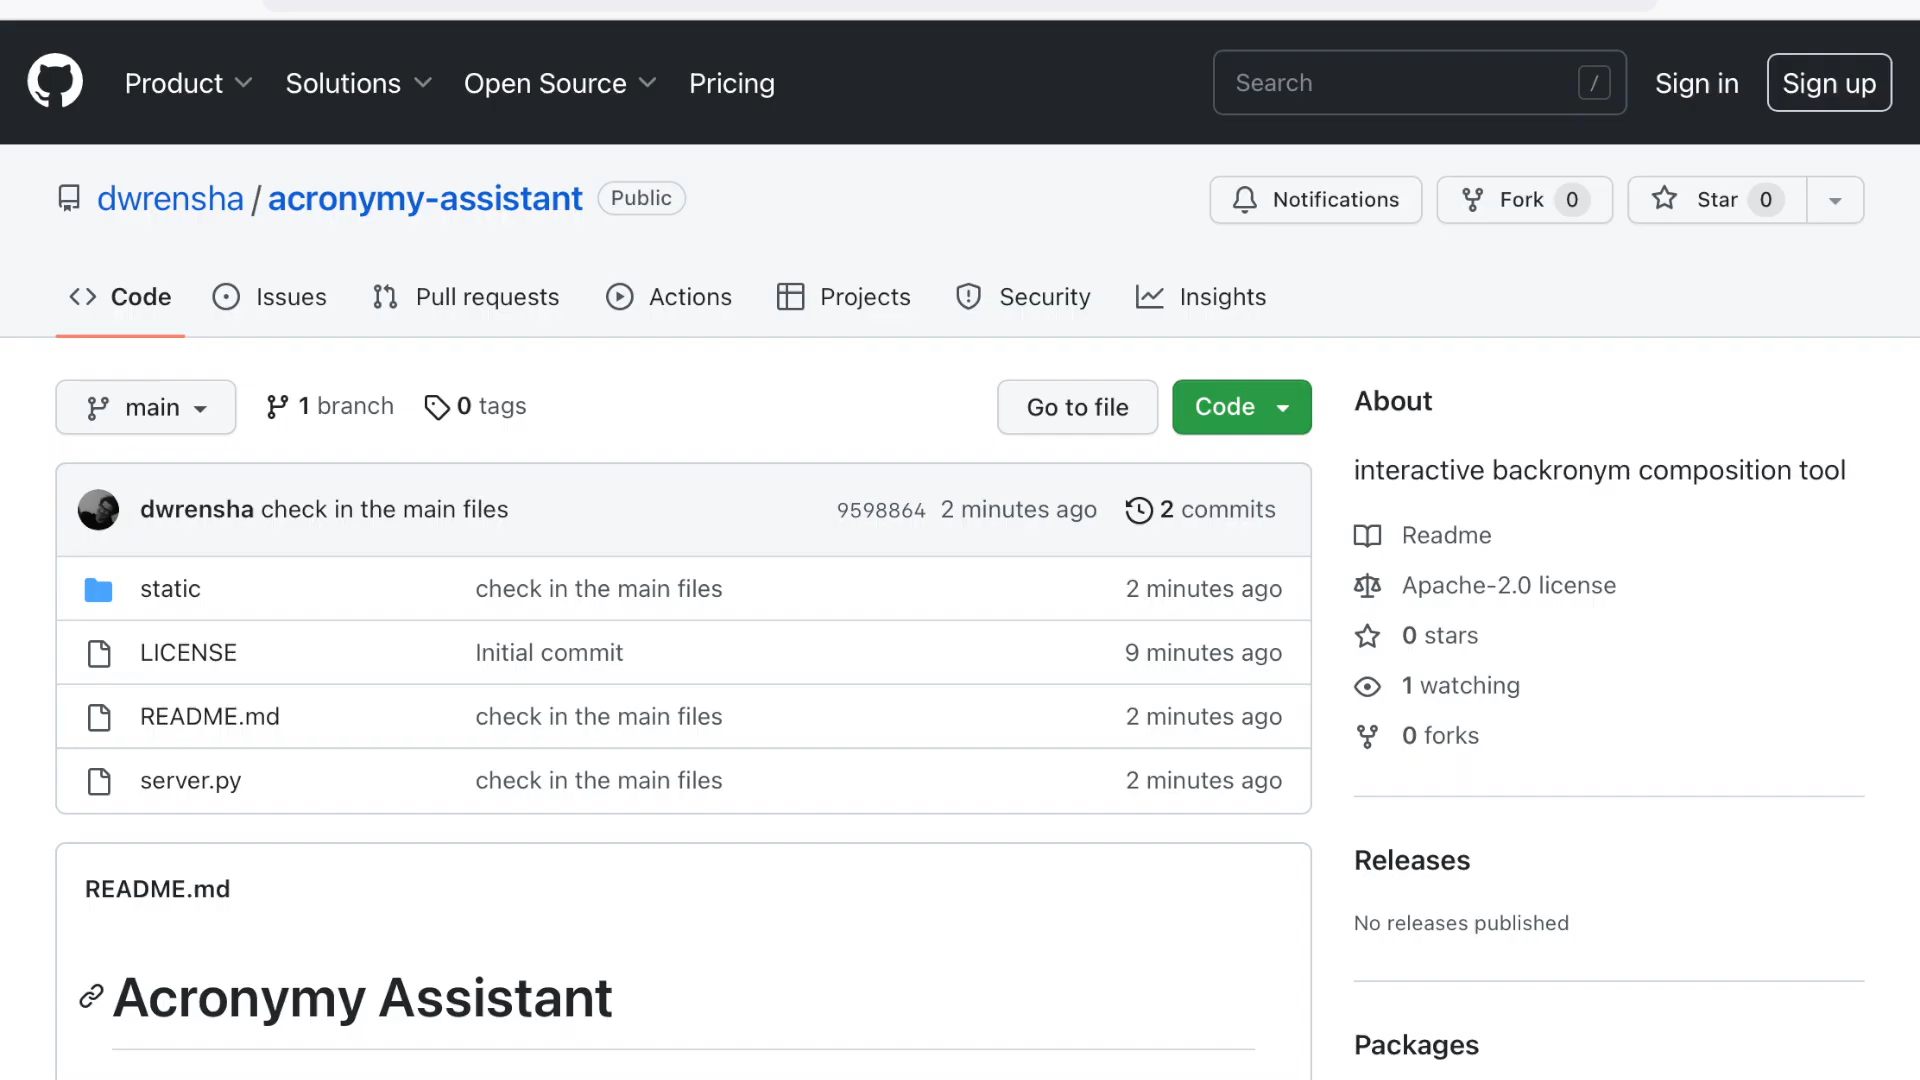 Product Solutions Open Source Pricing Search / Sign in Sign up
dwrensha / acronymy-assistant Public Notifications Fork 0 Star 0
Code Issues Pull requests Actions Projects Security Insights
main 1 branch 0 tags Go to file Code
About
interactive backronym composition tool
Readme
Apache-2.0 license
0 stars
1 watching
0 forks
dwrensha check in the main files 9598864 2 minutes ago 2 commits
static check in the main files 2 minutes ago
LICENSE Initial commit 9 minutes ago
README.md check in the main files 2 minutes ago
server.py check in the main files 2 minutes ago
Releases
No releases published
README.md
Acronymy Assistant
Packages